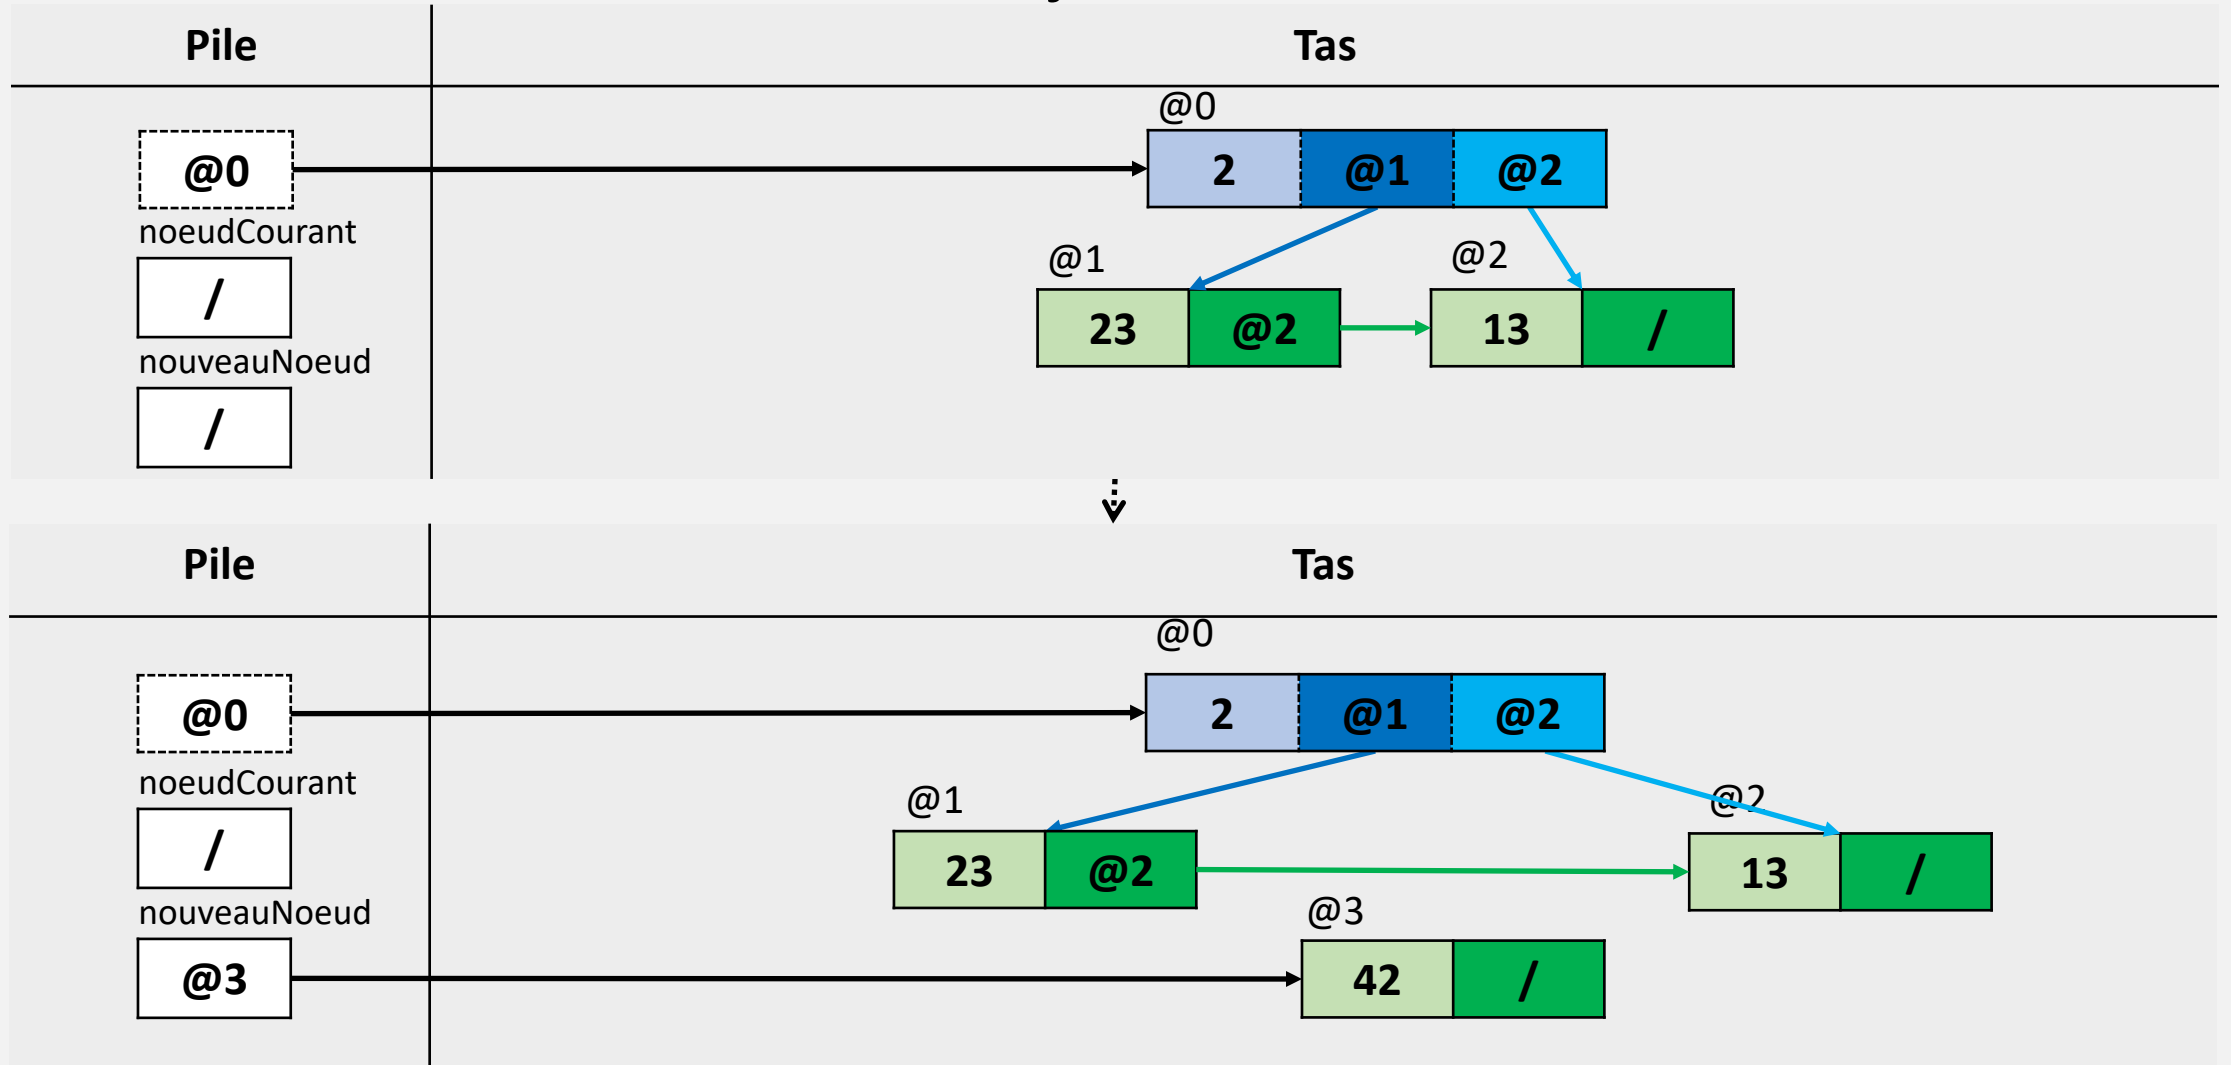 Pile Tas
@0
@0 2 @1 @2
noeudCourant
@1 @2
/
23 @2 13 /
nouveauNoeud
/
Pile Tas
@0
@0 2 @1 @2
noeudCourant
@1 @2
/
23 @2 13 /
nouveauNoeud
@3
@3 42 /